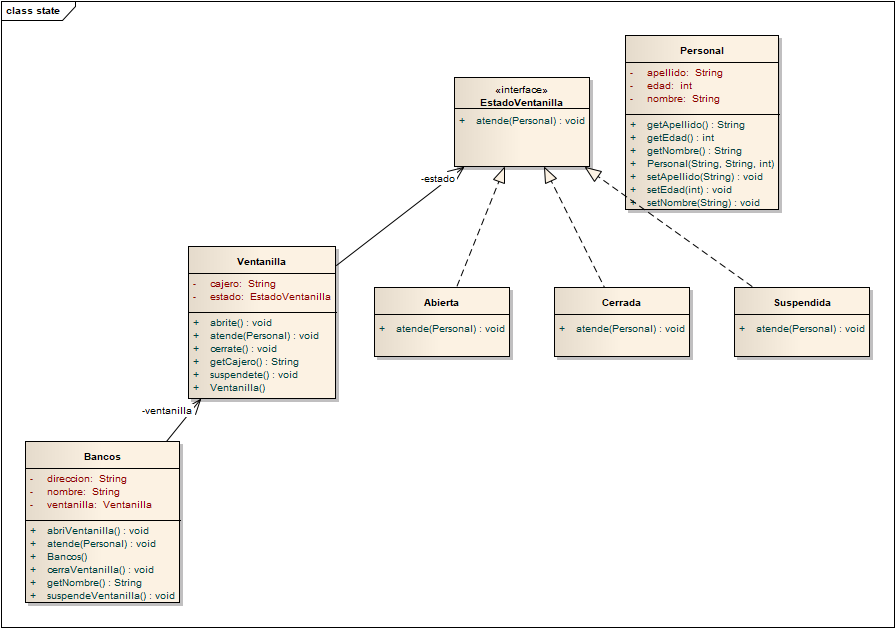 class state
Personal
- apellido: String
- edad: int
- nombre: String
+ getApellido() : String
+ getEdad() : int
+ getNombre() : String
+ Personal(String, String, int)
+ setApellido(String) : void
+ setEdad(int) : void
+ setNombre(String) : void
«interface»
EstadoVentanilla
+ atende(Personal) : void
-estado
Ventanilla
- cajero: String
- estado: EstadoVentanilla
+ abrite() : void
+ atende(Personal) : void
+ cerrate() : void
+ getCajero() : String
+ suspendete() : void
+ Ventanilla()
Abierta
+ atende(Personal) : void
Cerrada
+ atende(Personal) : void
Suspendida
+ atende(Personal) : void
-ventanilla
Bancos
- direccion: String
- nombre: String
- ventanilla: Ventanilla
+ abriVentanilla() : void
+ atende(Personal) : void
+ Bancos()
+ cerraVentanilla() : void
+ getNombre() : String
+ suspendeVentanilla() : void